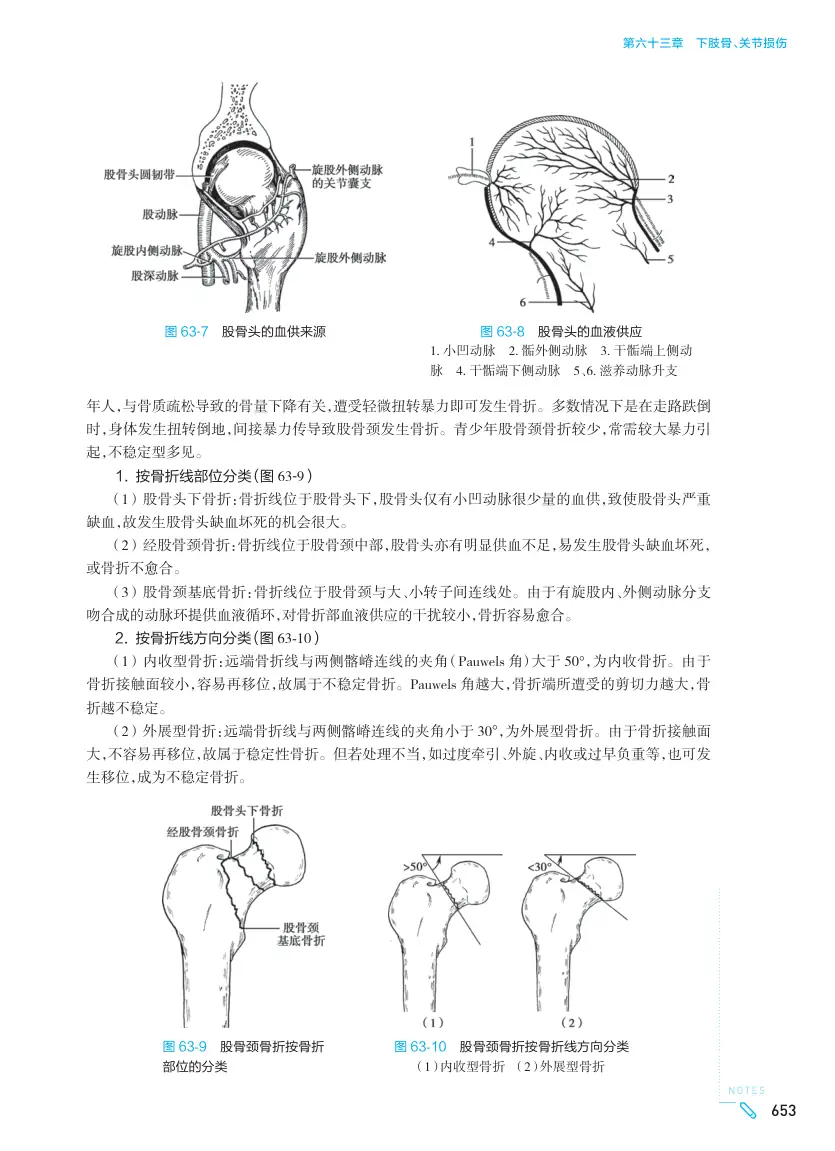 第六十三章 下肢骨、关节损伤
股骨头圆韧带
股动脉
旋股内侧动脉
股深动脉
旋股外侧动脉
的关节囊支
旋股外侧动脉
图 63-7 股骨头的血供来源
1
2
3
4
5
6
图 63-8 股骨头的血液供应
1. 小凹动脉 2. 骺外侧动脉 3. 干骺端上侧动
脉 4. 干骺端下侧动脉 5、6. 滋养动脉升支
年人,与骨质疏松导致的骨量下降有关,遭受轻微扭转暴力即可发生骨折。多数情况下是在走路跌倒
时,身体发生扭转倒地,间接暴力传导致股骨颈发生骨折。青少年股骨颈骨折较少,常需较大暴力引
起,不稳定型多见。
1. 按骨折线部位分类(图 63-9)
(1)股骨头下骨折:骨折线位于股骨头下,股骨头仅有小凹动脉很少量的血供,致使股骨头严重
缺血,故发生股骨头缺血坏死的机会很大。
(2)经股骨颈骨折:骨折线位于股骨颈中部,股骨头亦有明显供血不足,易发生股骨头缺血坏死,
或骨折不愈合。
(3)股骨颈基底骨折:骨折线位于股骨颈与大、小转子间连线处。由于有旋股内、外侧动脉分支
吻合成的动脉环提供血液循环,对骨折部血液供应的干扰较小,骨折容易愈合。
2. 按骨折线方向分类(图 63-10)
(1)内收型骨折:远端骨折线与两侧髂嵴连线的夹角(Pauwels 角)大于 50°,为内收骨折。由于
骨折接触面较小,容易再移位,故属于不稳定骨折。Pauwels 角越大,骨折端所遭受的剪切力越大,骨
折越不稳定。
(2)外展型骨折:远端骨折线与两侧髂嵴连线的夹角小于 30°,为外展型骨折。由于骨折接触面
大,不容易再移位,故属于稳定性骨折。但若处理不当,如过度牵引、外旋、内收或过早负重等,也可发
生移位,成为不稳定骨折。
股骨头下骨折
经股骨颈骨折
股骨颈
基底骨折
图 63-9 股骨颈骨折按骨折
部位的分类
>50°
<30°
(1)
(2)
图 63-10 股骨颈骨折按骨折线方向分类
(1)内收型骨折 (2)外展型骨折
NOTES
653